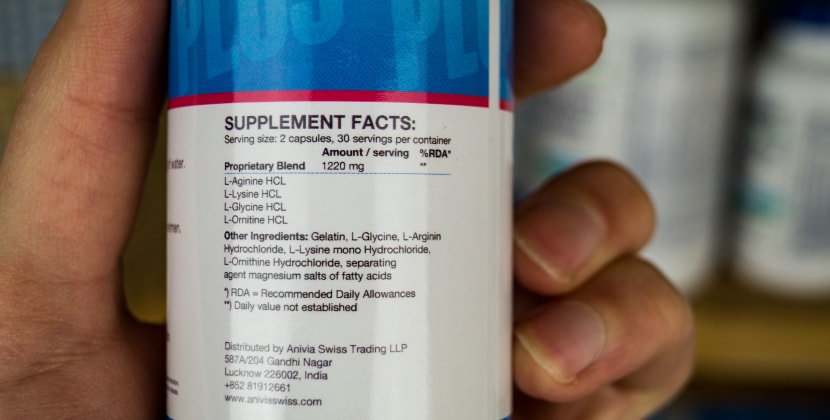 PLUS PLU
SUPPLEMENT FACTS:
Serving size: 2 capsules, 30 servings per container
Amount / serving %RDA*
Proprietary Blend 1220 mg **
L-Aginine HCL
L-Lysine HCL
L-Glycine HCL
L-Ornitine HCL
Other Ingredients: Gelatin, L-Glycine, L-Arginin
Hydrochloride, L-Lysine mono Hydrochloride,
L-Ornithine Hydrochloride, separating
agent magnesium salts of fatty acids
*) RDA = Recommended Daily Allowances
**) Daily value not established
Distributed by Anivia Swiss Trading LLP
587A/204 Gandhi Nagar
Lucknow 226002, India
+852 81912661
www.aniviaswiss.com
water.